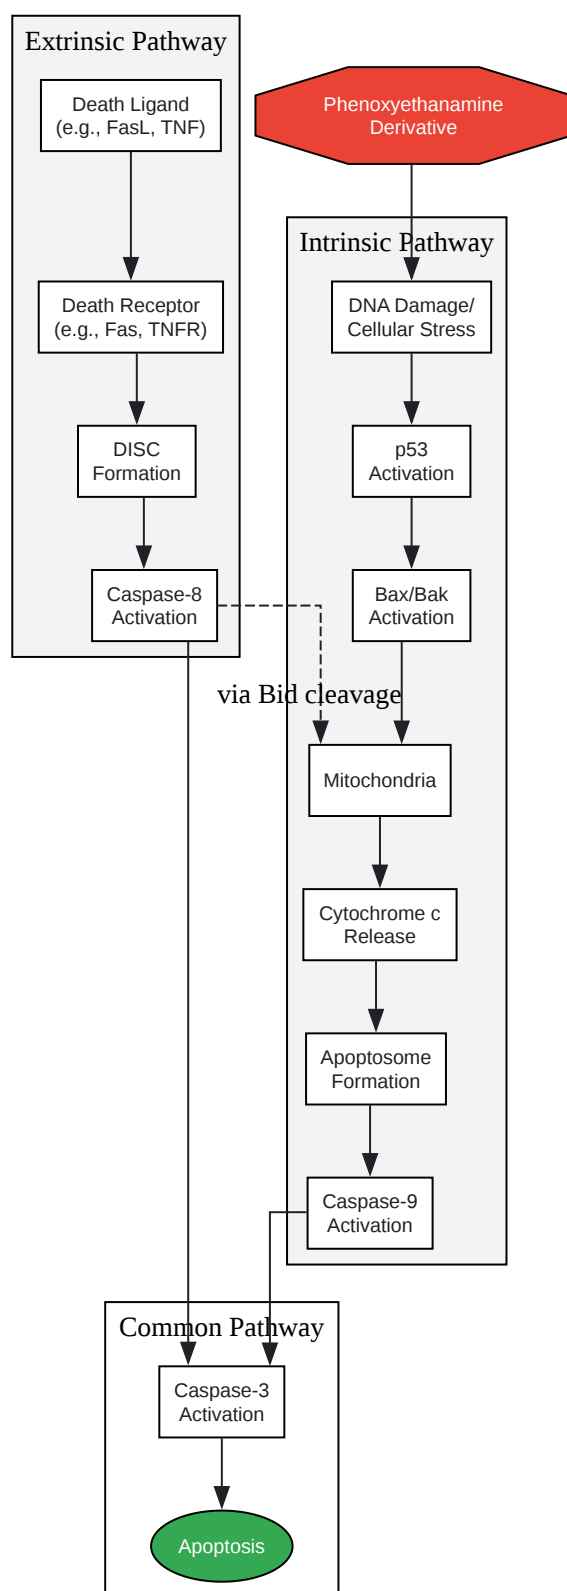 Extrinsic Pathway
Death Ligand
(e.g., FasL, TNF)
Phenoxyethanamine
Derivative
Intrinsic Pathway
Death Receptor
(e.g., Fas, TNFR)
DNA Damage/
Cellular Stress
DISC
Formation
p53
Activation
Caspase-8
Activation
Bax/Bak
Activation
via Bid cleavage
Mitochondria
Cytochrome c
Release
Apoptosome
Formation
Caspase-9
Activation
Common Pathway
Caspase-3
Activation
Apoptosis